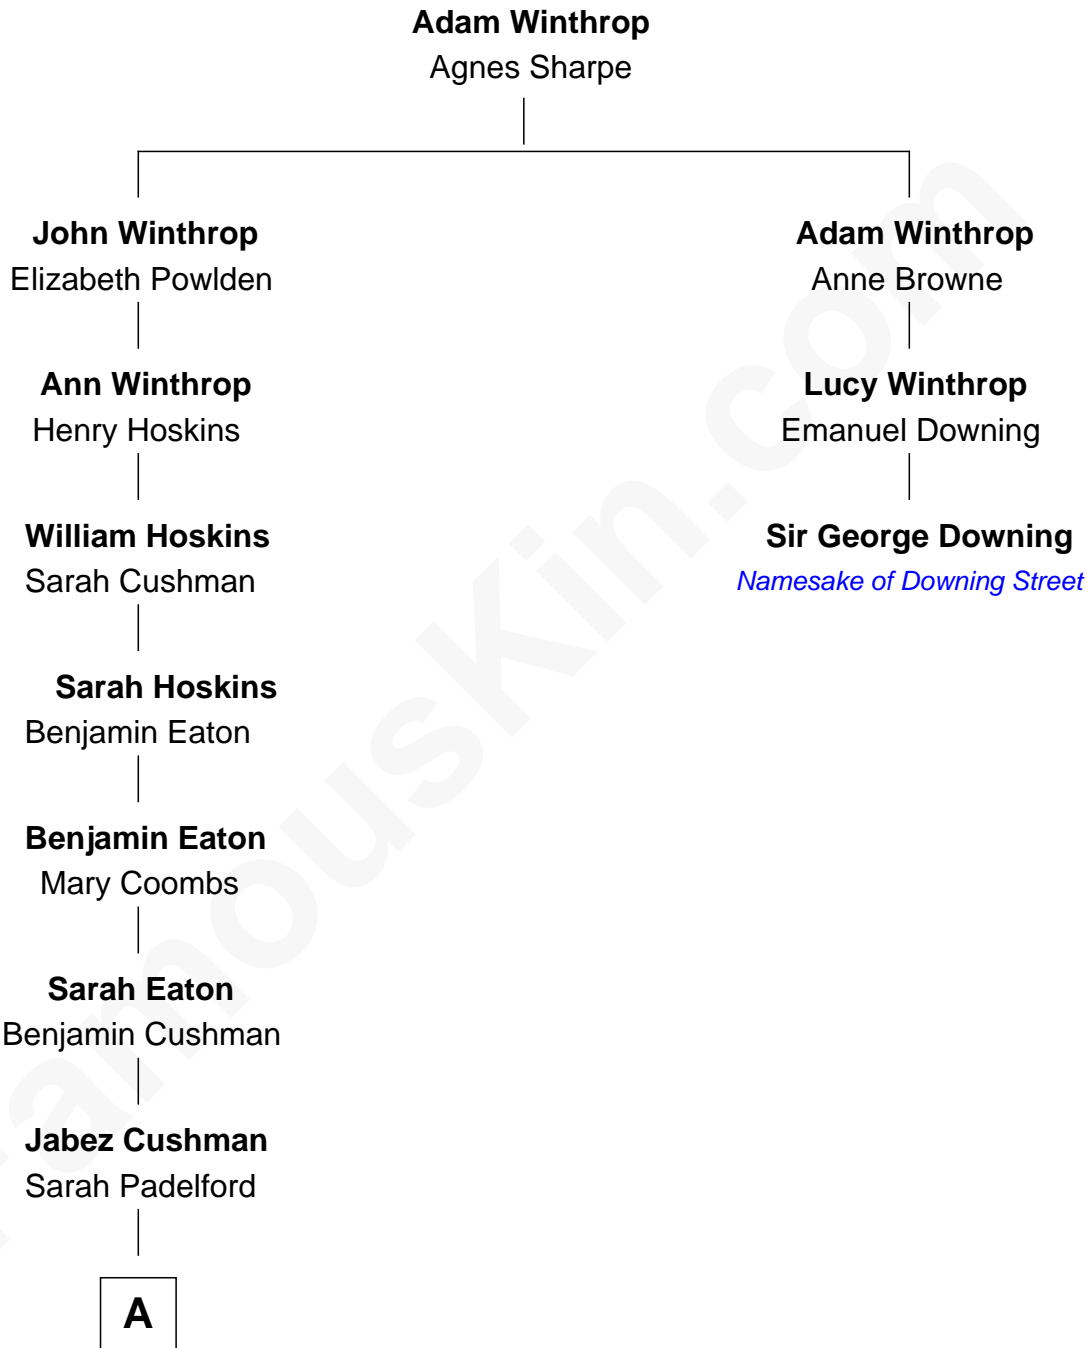 Adam Winthrop
Agnes Sharpe
John Winthrop
Elizabeth Powlden
Adam Winthrop
Anne Browne
Ann Winthrop
Henry Hoskins
Lucy Winthrop
Emanuel Downing
William Hoskins
Sarah Cushman
Sir George Downing
Namesake of Downing Street
Sarah Hoskins
Benjamin Eaton
Benjamin Eaton
Mary Coombs
Sarah Eaton
Benjamin Cushman
Jabez Cushman
Sarah Padelford
A
FamousKin.com